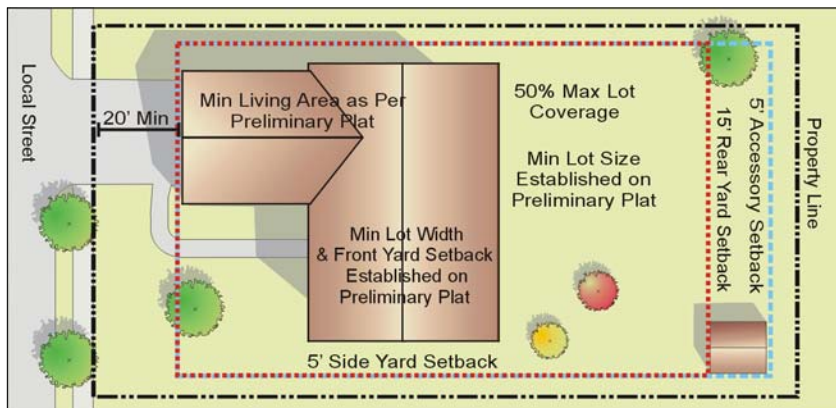 Local Street
20' Min
Min Living Area as Per
Preliminary Plat
50% Max Lot
Coverage
Min Lot Size
Established on
Preliminary Plat
Min Lot Width
& Front Yard Setback
Established on
Preliminary Plat
5' Side Yard Setback
15' Rear Yard Setback
5' Accessory Setback
Property Line